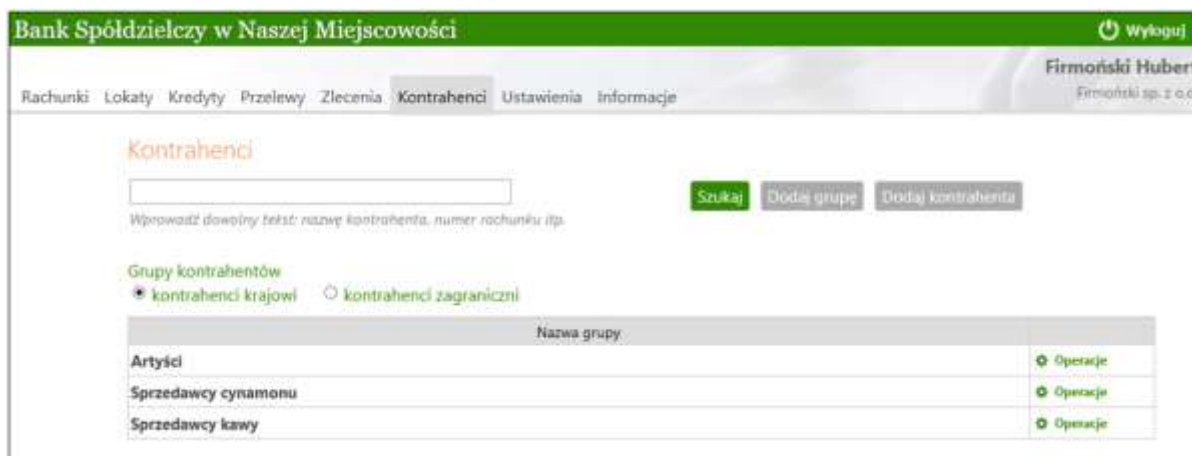 Bank Spółdzielczy w Naszej Miejscowości
Wyloguj
Firmoński Hubert
Firmoński sp. z o.o
Rachunki Lokaty Kredyty Przelewy Zlecenia Kontrahenci Ustawienia Informacje
Kontrahenci
Szukaj Dodaj grupę Dodaj kontrahenta
Wprowadź dowolny tekst: nazwę kontrahenta, numer rachunku itp.
Grupy kontrahentów
kontrahenci krajowi kontrahenci zagraniczni
Nazwa grupy
Artyści Operacje
Sprzedawcy cynamonu Operacje
Sprzedawcy kawy Operacje